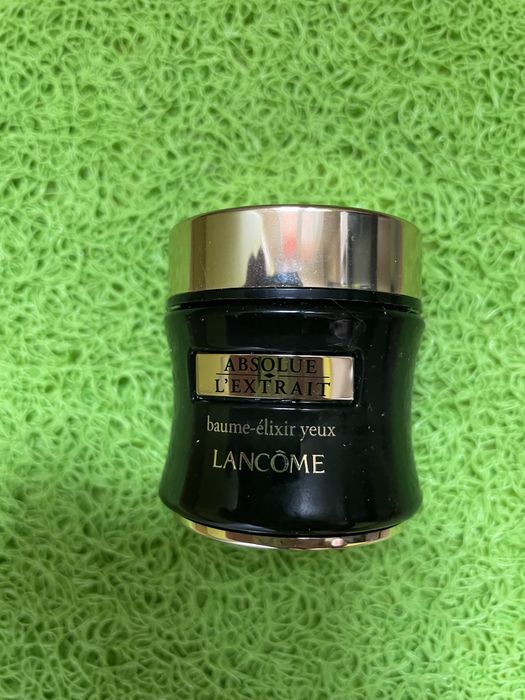 ABSOLUE
L'EXTRAIT
baume-élixir yeux
LANCÔME